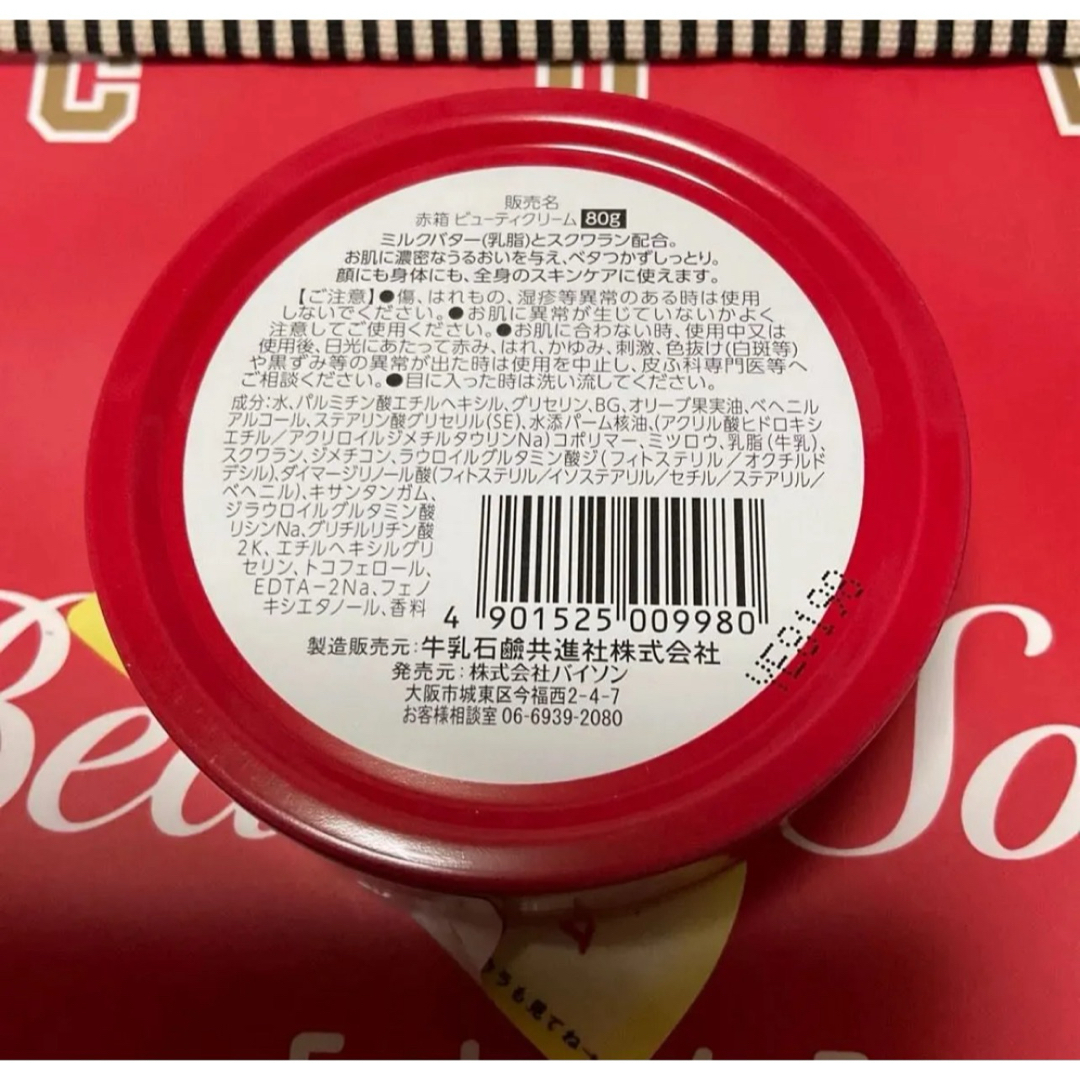 C
販売名
赤箱 ビューティクリーム 80g
ミルクバター(乳脂)とスクワラン配合。
お肌に濃密なうるおいを与え、ベタつかずしっとり。
顔にも身体にも、全身のスキンケアに使えます。
【ご注意】●傷、はれもの、湿疹等異常のある時は使用
しないでください。●お肌に異常が生じていないかよく
注意してご使用ください。●お肌に合わない時、使用中又は
使用後、日光にあたって赤み、はれ、かゆみ、刺激、色抜け(白斑等)
や黒ずみ等の異常が出た時は使用を中止し、皮ふ科専門医等へ
ご相談ください。●目に入った時は洗い流してください。
成分:水、パルミチン酸エチルヘキシル、グリセリン、BG、オリーブ果実油、ベヘニル
アルコール、ステアリン酸グリセリル(SE)、水添パーム核油、(アクリル酸ヒドロキシ
エチル/アクリロイルジメチルタウリンNa)コポリマー、ミツロウ、乳脂(牛乳)、
スクワラン、ジメチコン、ラウロイルグルタミン酸ジ(フィトステリル/オクチルド
デシル)、ダイマージリノール酸(フィトステリル/イソステアリル/セチル/ステアリル/
ベヘニル)、キサンタンガム、
ジラウロイルグルタミン酸
リシンNa、グリチルリチン酸
2K、エチルヘキシルグリ
セリン、トコフェロール、
EDTA-2Na、フェノ
キシエタノール、香料
4 901525 009980
製造販売元:牛乳石鹼共進社株式会社
発売元:株式会社バイソン
大阪市城東区今福西2-4-7
お客様相談室 06-6939-2080
Bea
So
うも見てね→